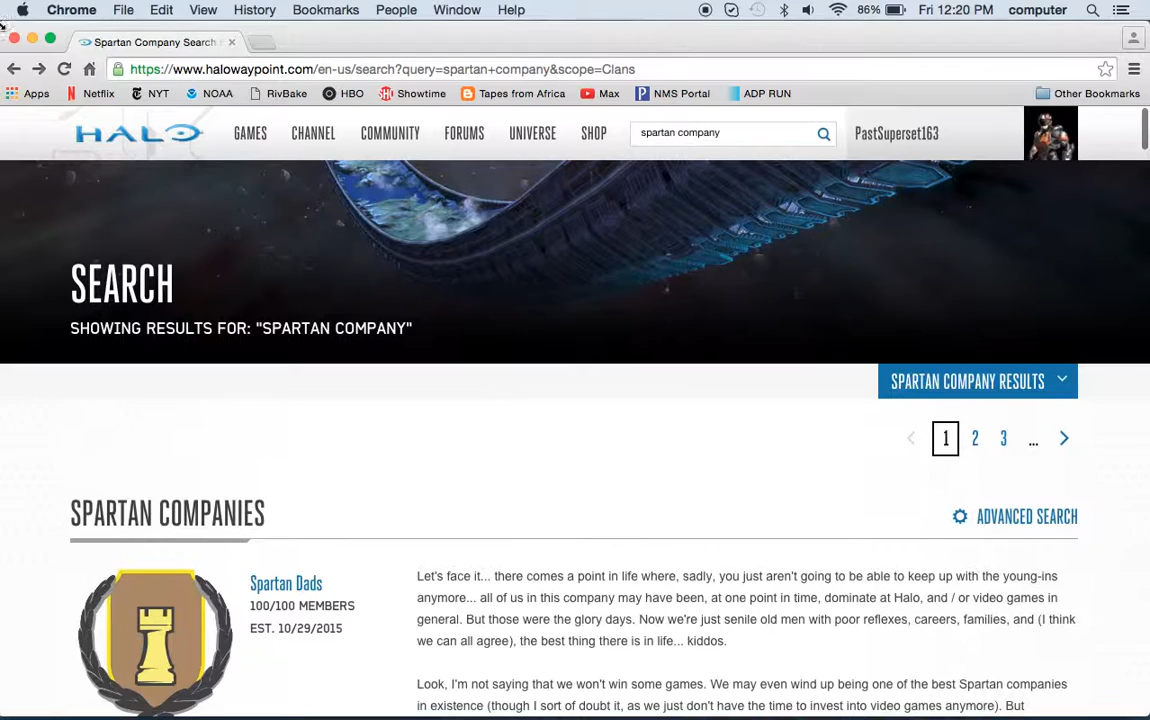 Chrome File Edit View History Bookmarks People Window Help 86% Fri 12:20 PM computer
Spartan Company Search
https://www.halowaypoint.com/en-us/search?query=spartan+company&scope=Clans
Apps Netflix NYT NOAA RivBake HBO Showtime Tapes from Africa Max NMS Portal ADP RUN Other Bookmarks
HALO GAMES CHANNEL COMMUNITY FORUMS UNIVERSE SHOP spartan company PastSuperset163
SEARCH
SHOWING RESULTS FOR: "SPARTAN COMPANY"
SPARTAN COMPANY RESULTS
1 2 3 ...
SPARTAN COMPANIES
ADVANCED SEARCH
Spartan Dads
100/100 MEMBERS
EST. 10/29/2015
Let's face it... there comes a point in life where, sadly, you just aren't going to be able to keep up with the young-ins
anymore... all of us in this company may have been, at one point in time, dominate at Halo, and / or video games in
general. But those were the glory days. Now we're just senile old men with poor reflexes, careers, families, and (I think
we can all agree), the best thing there is in life... kiddos.
Look, I'm not saying that we won't win some games. We may even wind up being one of the best Spartan companies
in existence (though I sort of doubt it, as we just don't have the time to invest into video games anymore). But